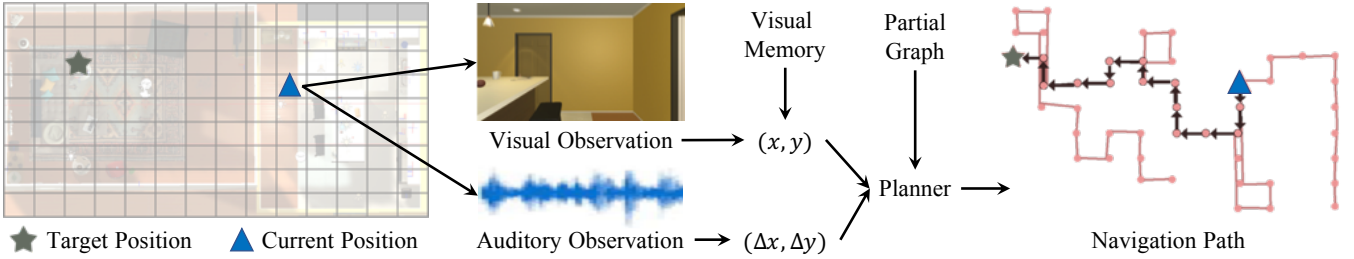 Visual
Memory
Partial
Graph
Visual Observation
(x, y)
Planner
Target Position
Current Position
Auditory Observation
(Δx, Δy)
Navigation Path